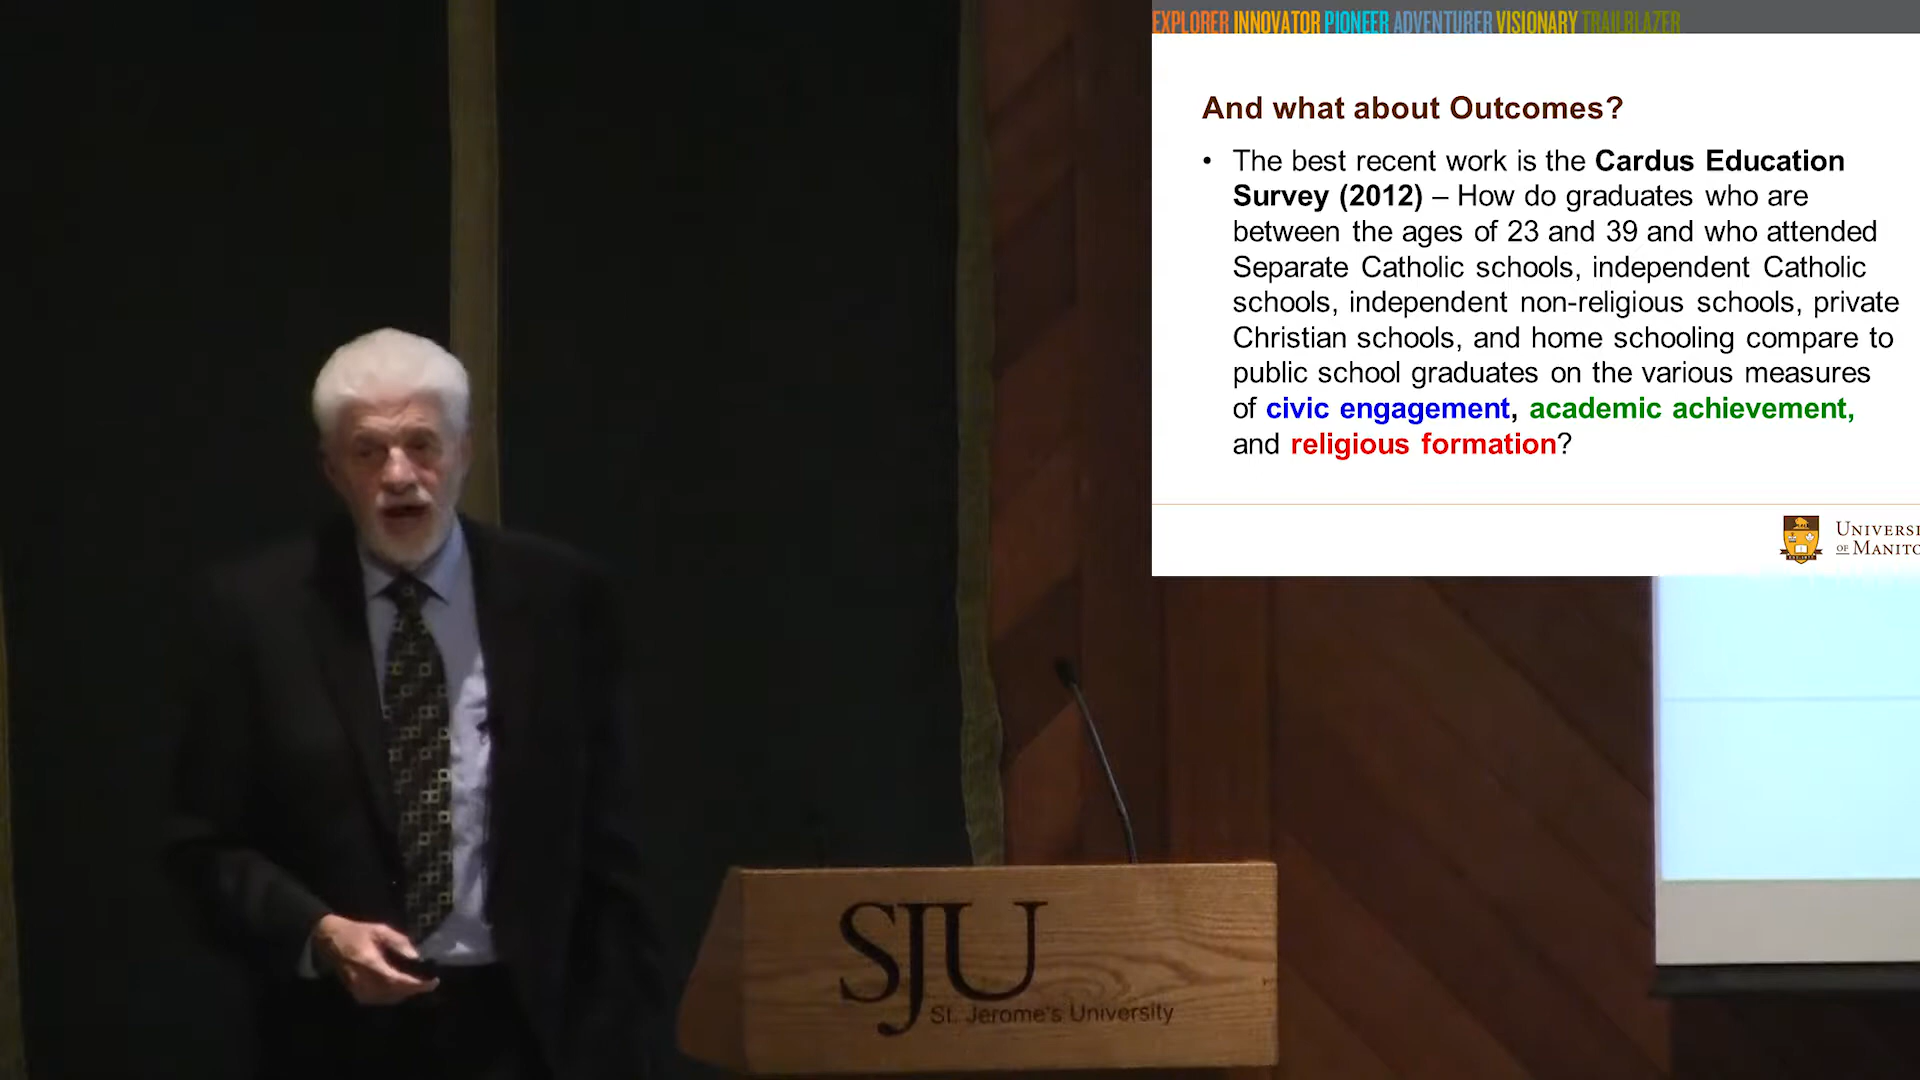 EXPLORER INNOVATOR PIONEER ADVENTURER VISIONARY TRAILBLAZER
And what about Outcomes?
• The best recent work is the Cardus Education
Survey (2012) – How do graduates who are
between the ages of 23 and 39 and who attended
Separate Catholic schools, independent Catholic
schools, independent non-religious schools, private
Christian schools, and home schooling compare to
public school graduates on the various measures
of civic engagement, academic achievement,
and religious formation?
UNIVERSI
OF MANITO
SJU
St. Jerome's University